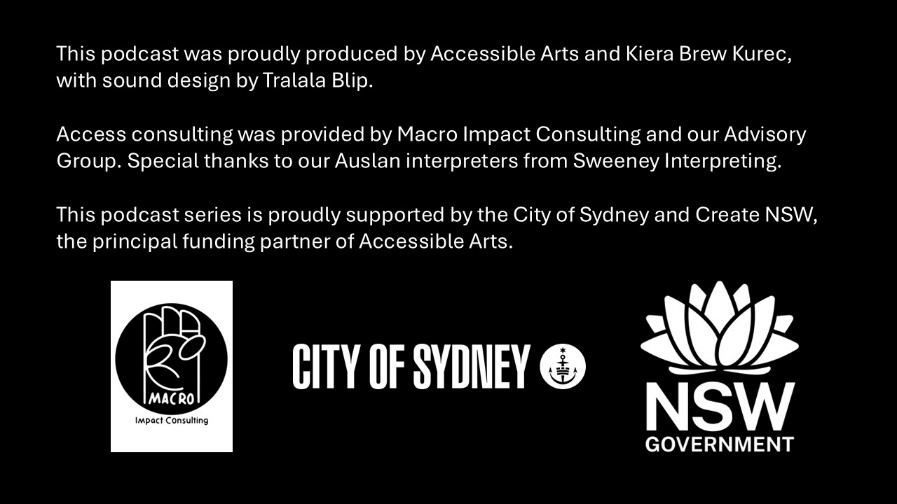 This podcast was proudly produced by Accessible Arts and Kiera Brew Kurec,
with sound design by Tralala Blip.
Access consulting was provided by Macro Impact Consulting and our Advisory
Group. Special thanks to our Auslan interpreters from Sweeney Interpreting.
This podcast series is proudly supported by the City of Sydney and Create NSW,
the principal funding partner of Accessible Arts.
MACRO
Impact Consulting
CITY OF SYDNEY
NSW
GOVERNMENT